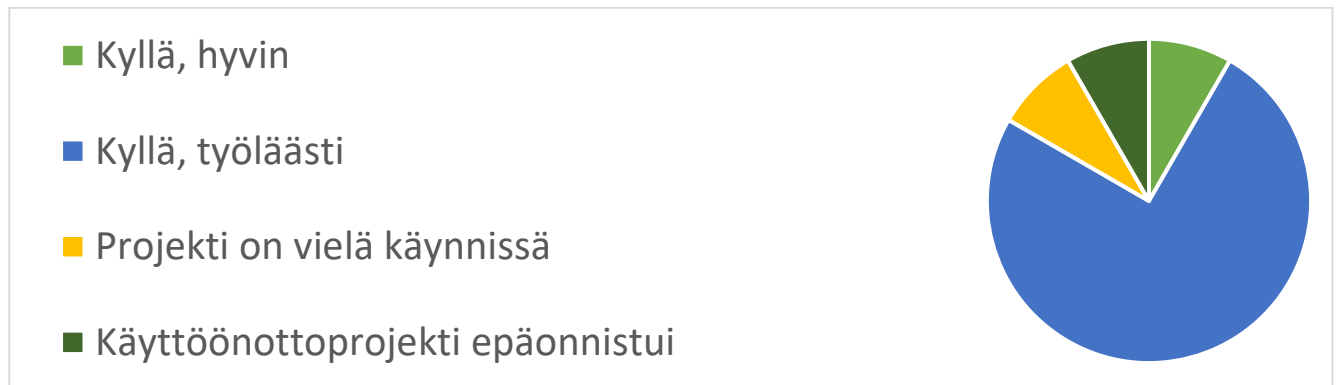 Kyllä, hyvin
Kyllä, työläästi
Projekti on vielä käynnissä
Käyttöönottoprojekti epäonnistui